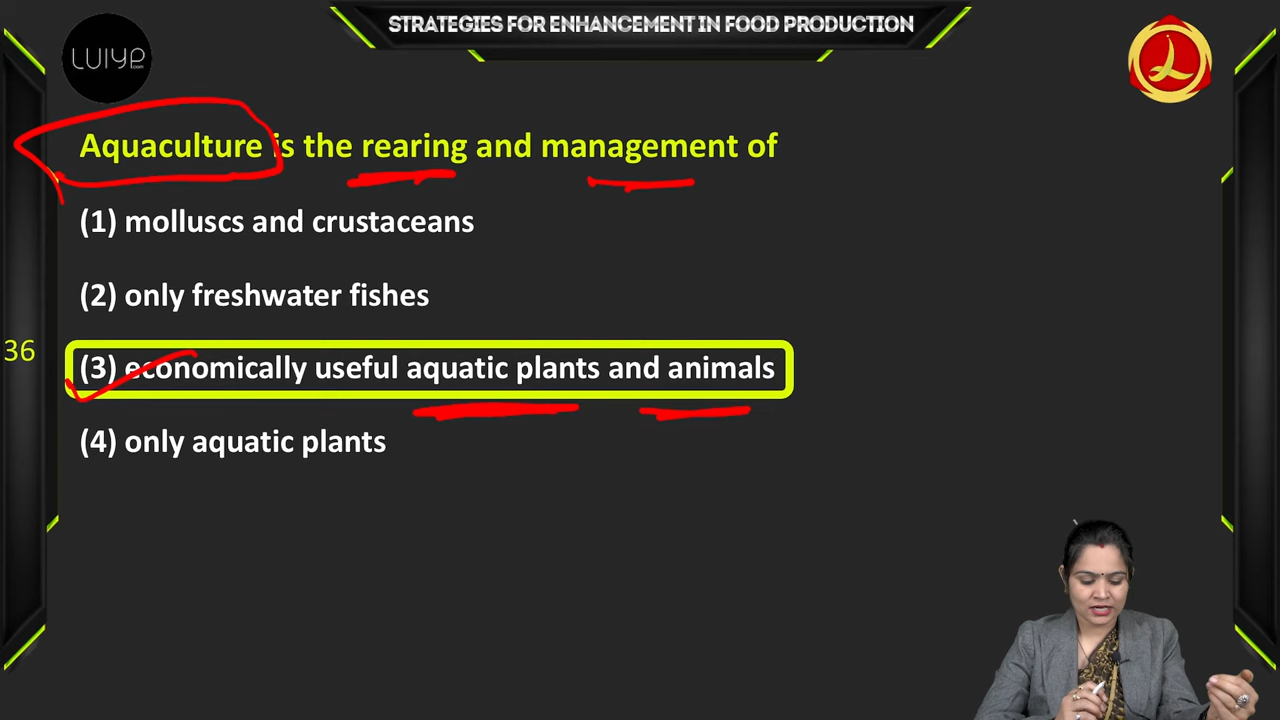 STRATEGIES FOR ENHANCEMENT IN FOOD PRODUCTION
LUIYP
.com
Aquaculture is the rearing and management of
(1) molluscs and crustaceans
(2) only freshwater fishes
36
(3) economically useful aquatic plants and animals
(4) only aquatic plants